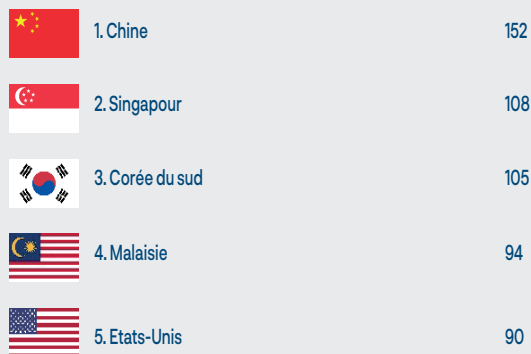 1. Chine 152
2. Singapour 108
3. Corée du sud 105
4. Malaisie 94
5. Etats-Unis 90